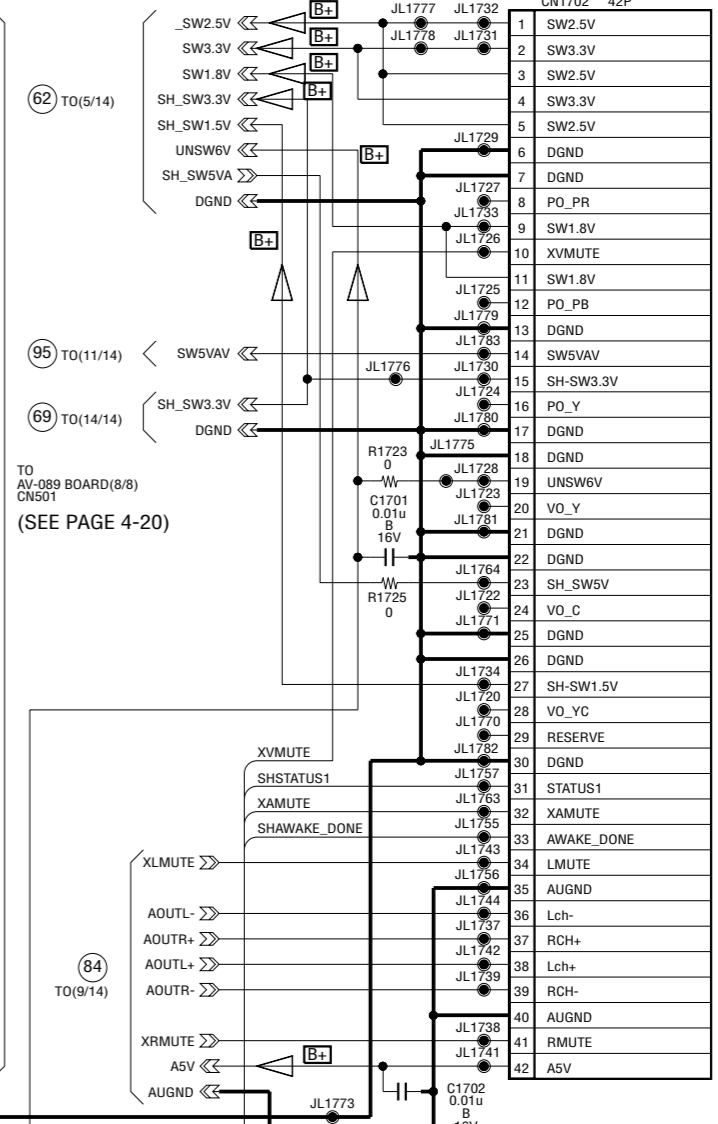 CN1702 42P
_SW2.5V
B+
JL1777
JL1732
1 SW2.5V
SW3.3V
B+
JL1778
JL1731
2 SW3.3V
SW1.8V
B+
3 SW2.5V
62 TO(5/14)
SH_SW3.3V
B+
4 SW3.3V
SH_SW1.5V
5 SW2.5V
UNSW6V
B+
JL1729
6 DGND
SH_SW5VA
7 DGND
DGND
JL1727
8 PO_PR
JL1733
9 SW1.8V
B+
JL1726
10 XVMUTE
11 SW1.8V
JL1725
12 PO_PB
JL1779
13 DGND
95 TO(11/14)
SW5VAV
JL1783
14 SW5VAV
JL1776
JL1730
15 SH-SW3.3V
69 TO(14/14)
SH_SW3.3V
JL1724
16 PO_Y
DGND
JL1780
17 DGND
JL1775
18 DGND
TO
AV-089 BOARD(8/8)
CN501
(SEE PAGE 4-20)
R1723
0
JL1728
19 UNSW6V
C1701
0.01u
B
16V
JL1723
20 VO_Y
JL1781
21 DGND
22 DGND
R1725
0
JL1764
23 SH_SW5V
JL1722
24 VO_C
JL1771
25 DGND
26 DGND
JL1734
27 SH-SW1.5V
JL1720
28 VO_YC
JL1770
29 RESERVE
XVMUTE
JL1782
30 DGND
SHSTATUS1
JL1757
31 STATUS1
XAMUTE
JL1763
32 XAMUTE
SHAWAKE_DONE
JL1755
33 AWAKE_DONE
XLMUTE
JL1743
34 LMUTE
JL1756
35 AUGND
84
TO(9/14)
AOUTL-
JL1744
36 Lch-
AOUTR+
JL1737
37 RCH+
AOUTL+
JL1742
38 Lch+
AOUTR-
JL1739
39 RCH-
40 AUGND
XRMUTE
JL1738
41 RMUTE
A5V
B+
JL1741
42 A5V
AUGND
C1702
0.01u
B
JL1773